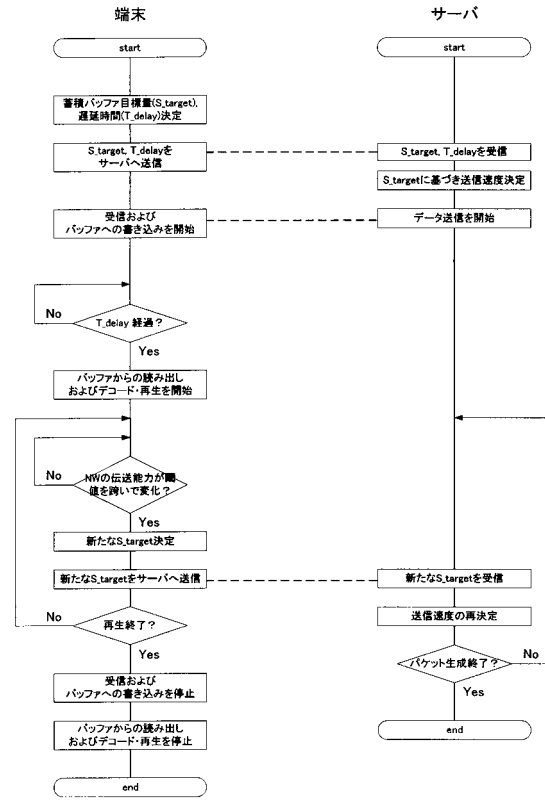 端末
start
蓄積バッファ目標量(S_target),
遅延時間(T_delay)決定
S_target, T_delayを
サーバへ送信
受信および
バッファへの書き込みを開始
No
T_delay 経過?
Yes
バッファからの読み出し
およびデコード・再生を開始
No
NWの伝送能力が閾
値を跨いで変化?
Yes
新たなS_target決定
新たなS_targetをサーバへ送信
No
再生終了?
Yes
受信および
バッファへの書き込みを停止
バッファからの読み出し
およびデコード・再生を停止
end
サーバ
start
S_target, T_delayを受信
S_targetに基づき送信速度決定
データ送信を開始
新たなS_targetを受信
送信速度の再決定
パケット生成終了?
No
Yes
end